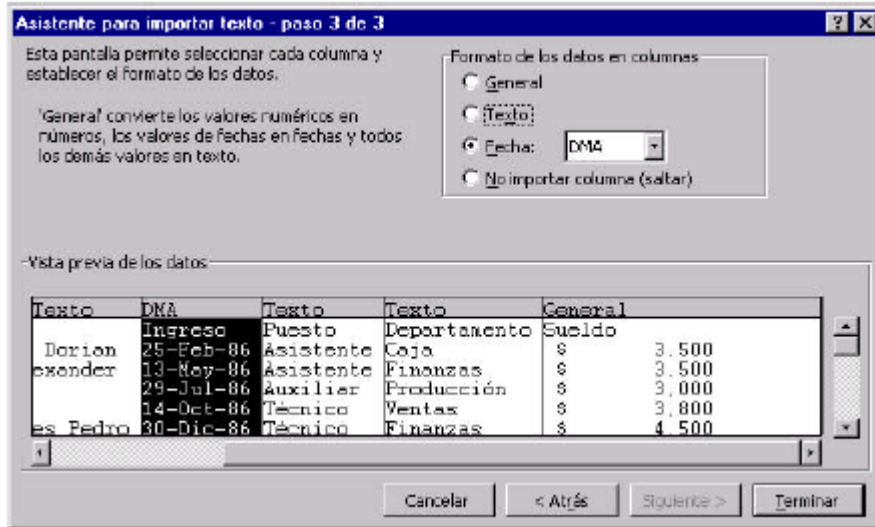 Asistente para importar texto - paso 3 de 3
Esta pantalla permite seleccionar cada columna y
establecer el formato de los datos.
'General' convierte los valores numéricos en
números, los valores de fechas en fechas y todos
los demás valores en texto.
Formato de los datos en columnas
General
Texto
Fecha: DMA
No importar columna (saltar)
Vista previa de los datos
Texto DMA Texto Texto General
Ingreso Puesto Departamento Sueldo
Dorian 25-Feb-86 Asistente Caja $ 3.500
exander 13-May-86 Asistente Finanzas $ 3.500
29-Jul-86 Auxiliar Producción $ 3,000
14-Oct-86 Técnico Ventas $ 3,800
es Pedro 30-Dic-86 Técnico Finanzas $ 4.500
Cancelar < Atrás Siguiente > Terminar